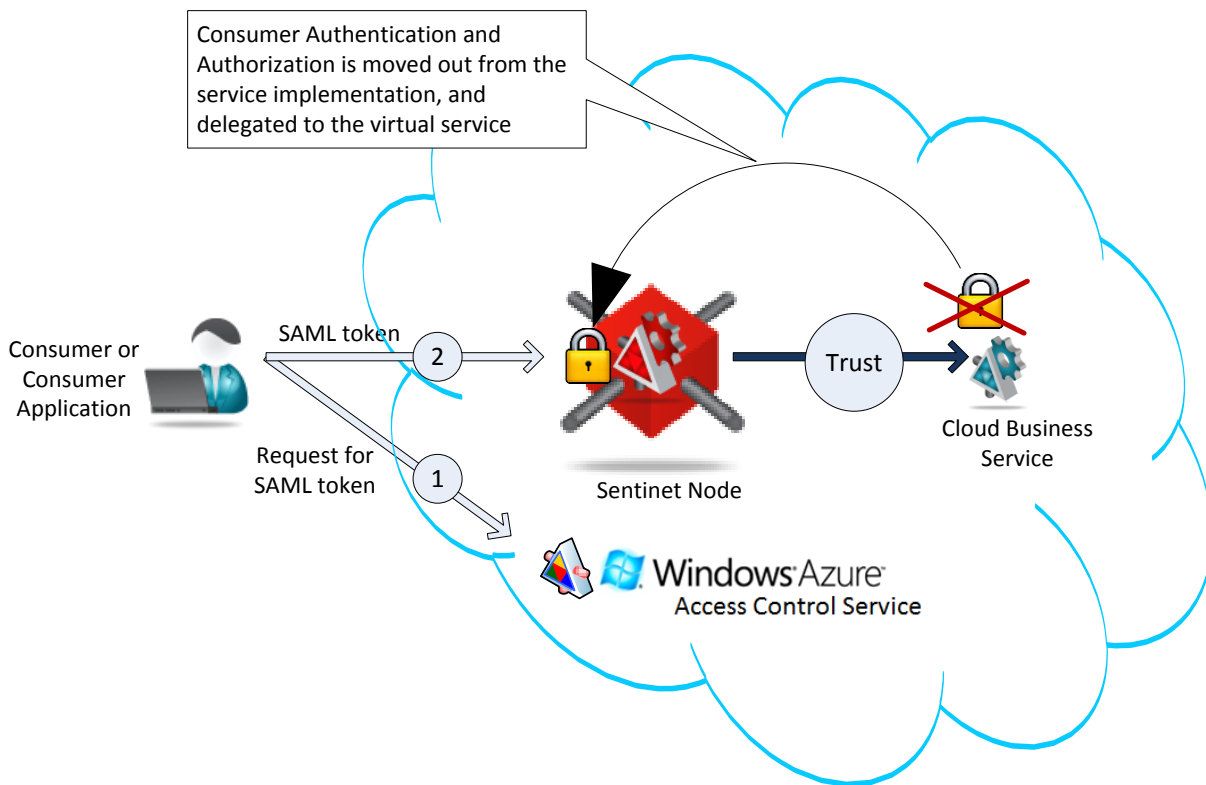 Consumer Authentication and
Authorization is moved out from the
service implementation, and
delegated to the virtual service
SAML token
2
Consumer or
Consumer
Application
Trust
Request for
SAML token
1
Sentinet Node
Cloud Business
Service
Windows Azure™
Access Control Service